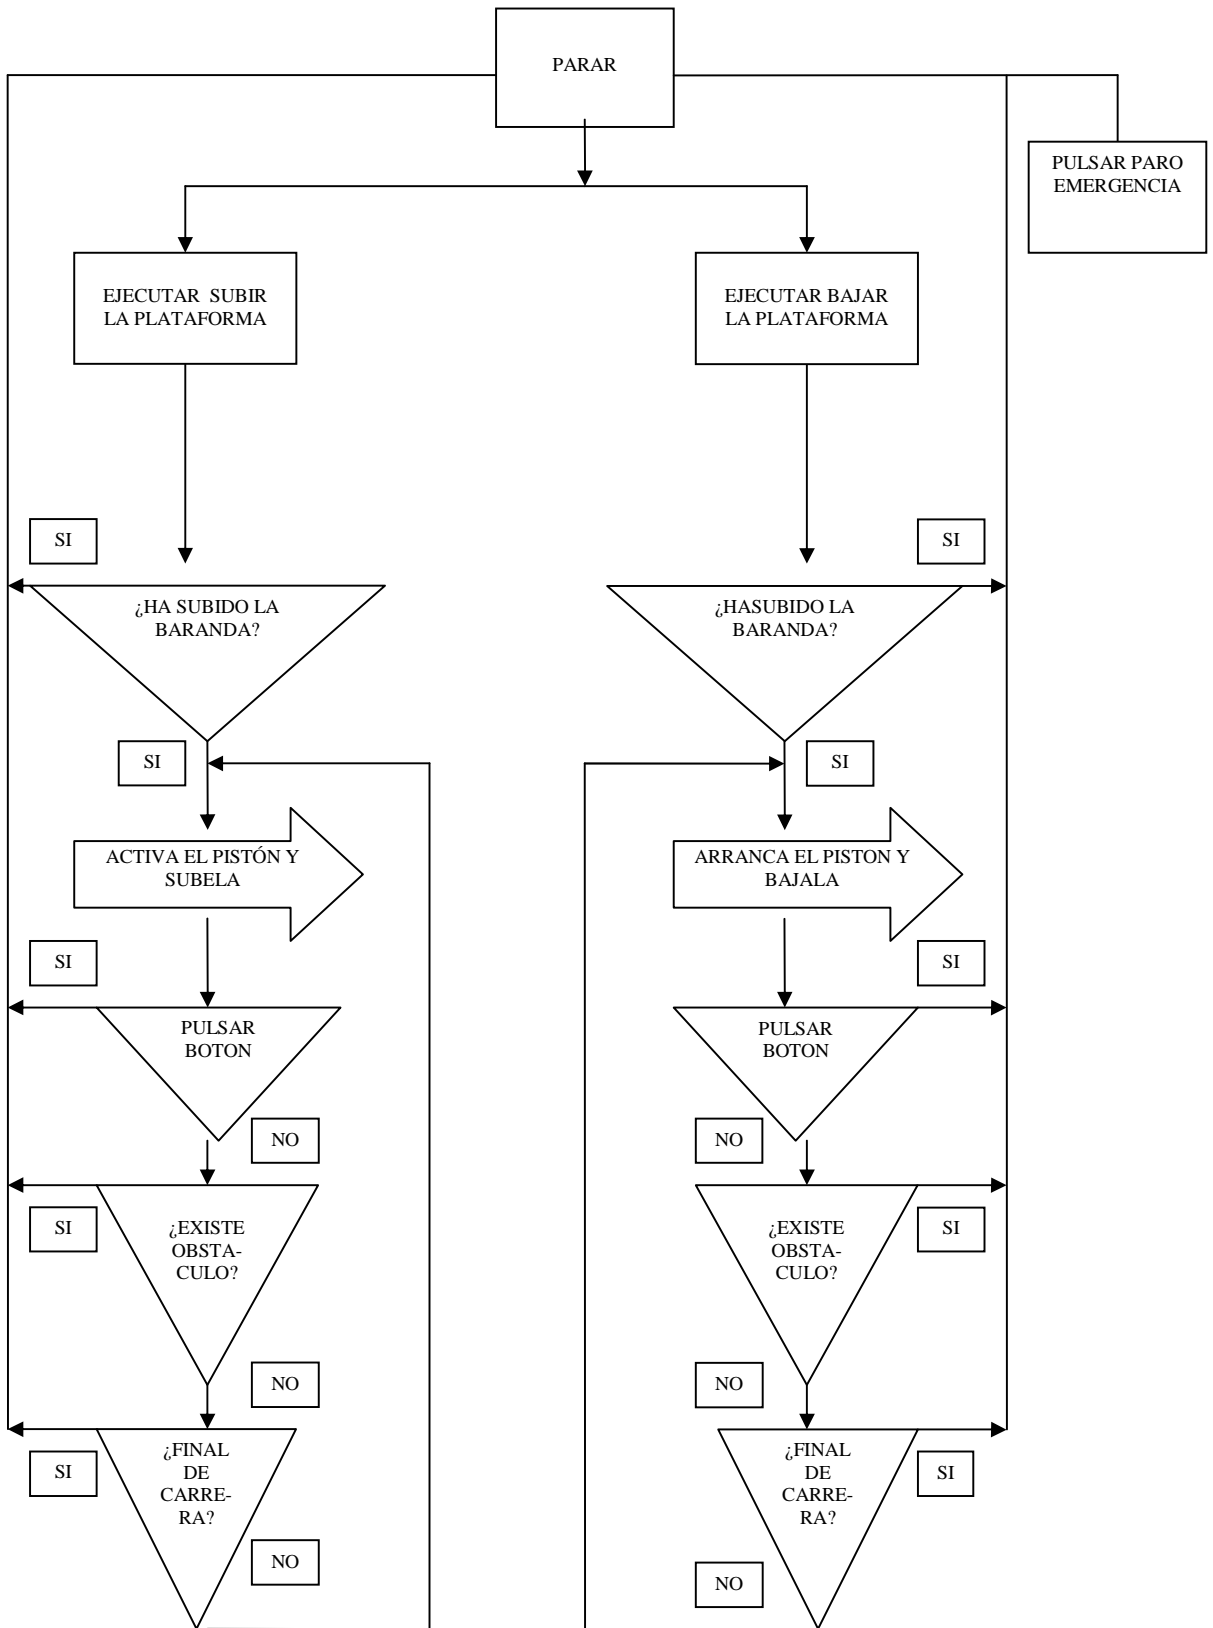 PARAR
PULSAR PARO
EMERGENCIA
EJECUTAR SUBIR
LA PLATAFORMA
EJECUTAR BAJAR
LA PLATAFORMA
SI
SI
¿HA SUBIDO LA
BARANDA?
¿HASUBIDO LA
BARANDA?
SI
SI
ACTIVA EL PISTÓN Y
SUBELA
ARRANCA EL PISTON Y
BAJALA
SI
SI
PULSAR
BOTON
PULSAR
BOTON
NO
NO
SI
¿EXISTE
OBSTA-
CULO?
¿EXISTE
OBSTA-
CULO?
SI
NO
NO
SI
¿FINAL
DE
CARRE-
RA?
¿FINAL
DE
CARRE-
RA?
SI
NO
NO